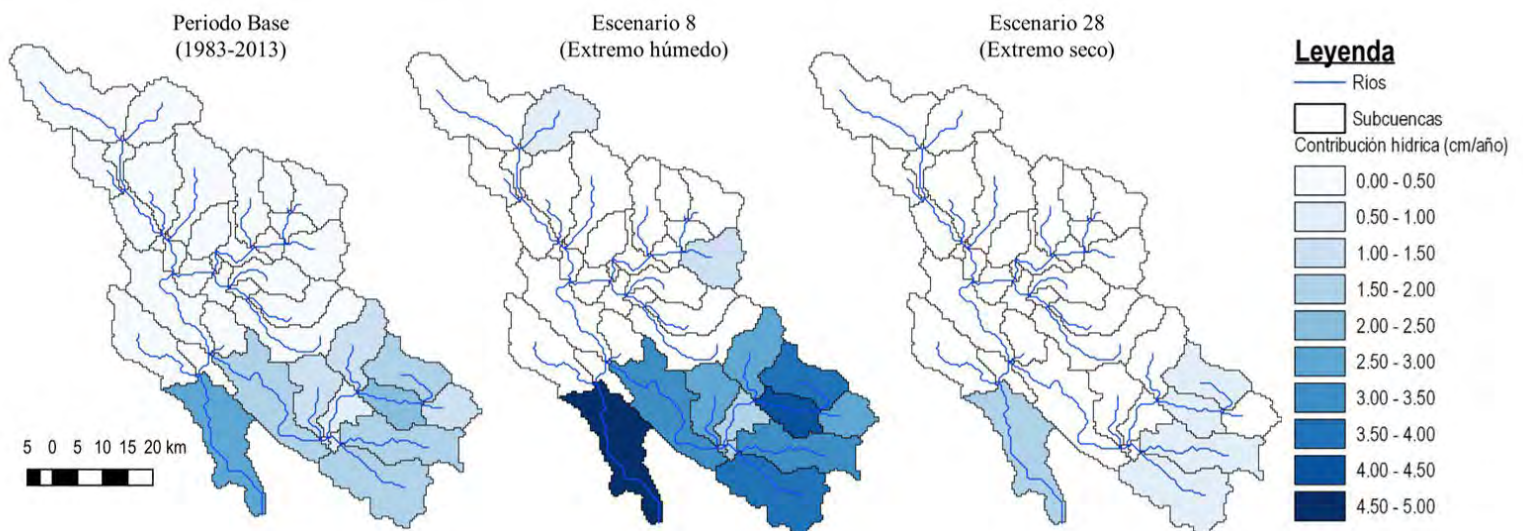 Periodo Base
(1983-2013)
Escenario 8
(Extremo húmedo)
Escenario 28
(Extremo seco)
Leyenda
Ríos
Subcuencas
Contribución hídrica (cm/año)
0.00 - 0.50
0.50 - 1.00
1.00 - 1.50
1.50 - 2.00
2.00 - 2.50
2.50 - 3.00
3.00 - 3.50
3.50 - 4.00
4.00 - 4.50
4.50 - 5.00
5 0 5 10 15 20 km